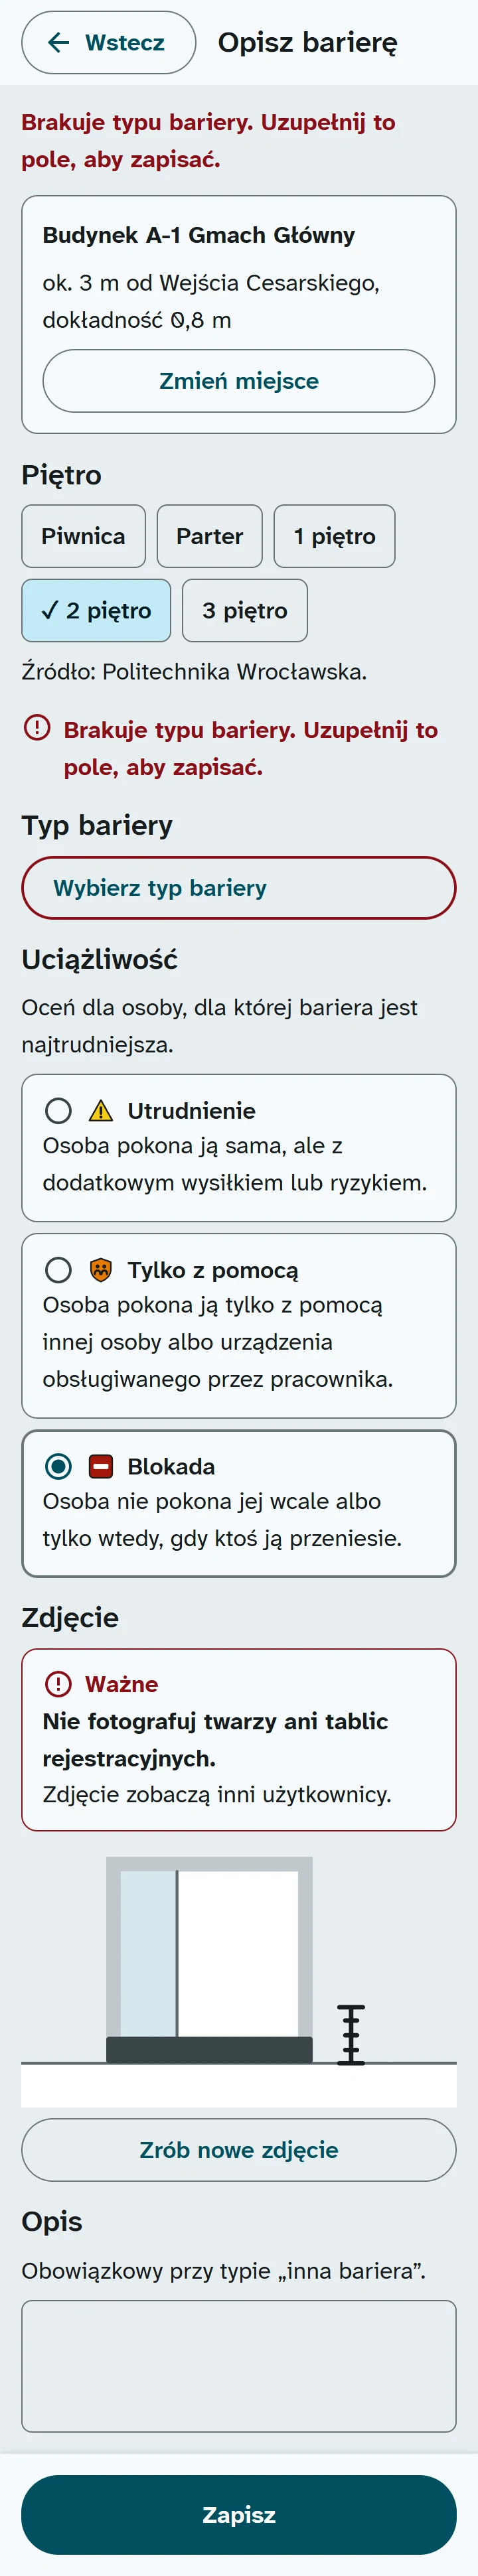 Wstecz
Opisz barierę
Brakuje typu bariery. Uzupełnij to
pole, aby zapisać.
Budynek A-1 Gmach Główny
ok. 3 m od Wejścia Cesarskiego,
dokładność 0,8 m
Zmień miejsce
Piętro
Piwnica
Parter
1 piętro
✓ 2 piętro
3 piętro
Źródło: Politechnika Wrocławska.
Brakuje typu bariery. Uzupełnij to
pole, aby zapisać.
Typ bariery
Wybierz typ bariery
Uciążliwość
Oceń dla osoby, dla której bariera jest
najtrudniejsza.
Utrudnienie
Osoba pokona ją sama, ale z
dodatkowym wysiłkiem lub ryzykiem.
Tylko z pomocą
Osoba pokona ją tylko z pomocą
innej osoby albo urządzenia
obsługiwanego przez pracownika.
Blokada
Osoba nie pokona jej wcale albo
tylko wtedy, gdy ktoś ją przeniesie.
Zdjęcie
Ważne
Nie fotografuj twarzy ani tablic
rejestracyjnych.
Zdjęcie zobaczą inni użytkownicy.
Zrób nowe zdjęcie
Opis
Obowiązkowy przy typie „inna bariera”.
Zapisz